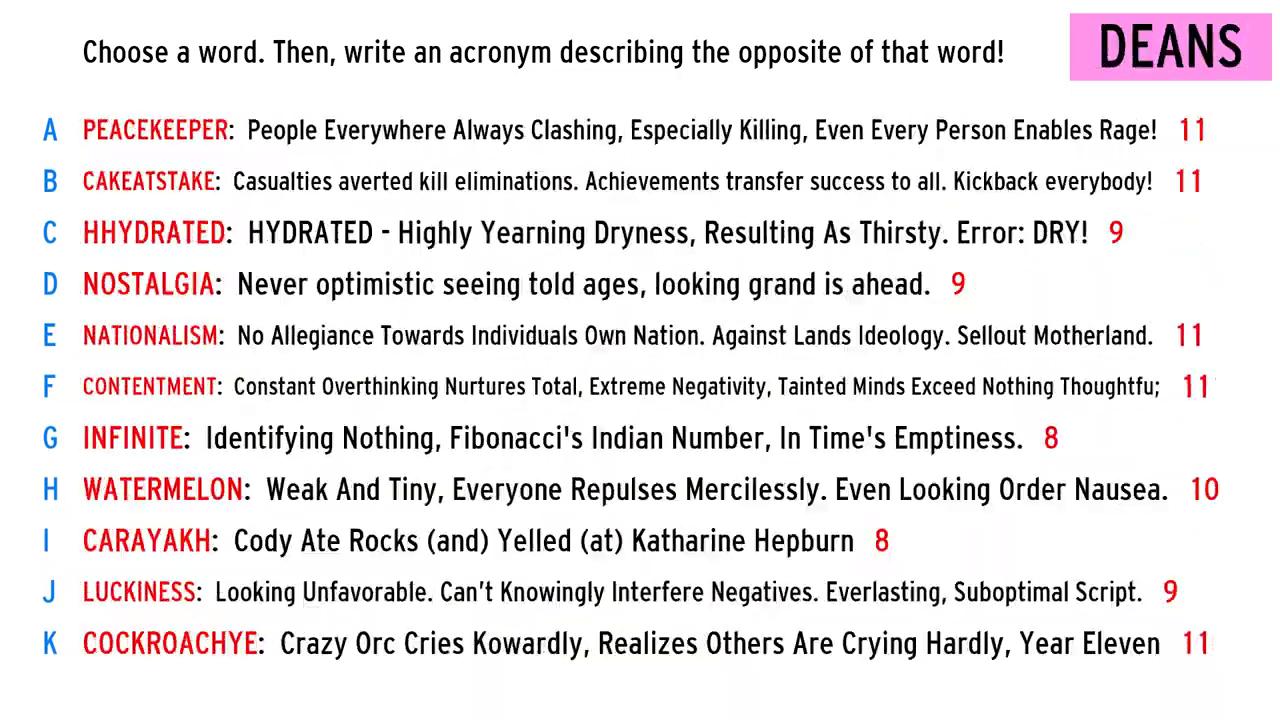 Choose a word. Then, write an acronym describing the opposite of that word!
DEANS
A PEACEKEEPER: People Everywhere Always Clashing, Especially Killing, Even Every Person Enables Rage! 11
B CAKEATSTAKE: Casualties averted kill eliminations. Achievements transfer success to all. Kickback everybody! 11
C HHYDRATED: HYDRATED - Highly Yearning Dryness, Resulting As Thirsty. Error: DRY! 9
D NOSTALGIA: Never optimistic seeing told ages, looking grand is ahead. 9
E NATIONALISM: No Allegiance Towards Individuals Own Nation. Against Lands Ideology. Sellout Motherland. 11
F CONTENTMENT: Constant Overthinking Nurtures Total, Extreme Negativity, Tainted Minds Exceed Nothing Thoughtfu; 11
G INFINITE: Identifying Nothing, Fibonacci's Indian Number, In Time's Emptiness. 8
H WATERMELON: Weak And Tiny, Everyone Repulses Mercilessly. Even Looking Order Nausea. 10
I CARAYAKH: Cody Ate Rocks (and) Yelled (at) Katharine Hepburn 8
J LUCKINESS: Looking Unfavorable. Can't Knowingly Interfere Negatives. Everlasting, Suboptimal Script. 9
K COCKROACHYE: Crazy Orc Cries Kowardly, Realizes Others Are Crying Hardly, Year Eleven 11